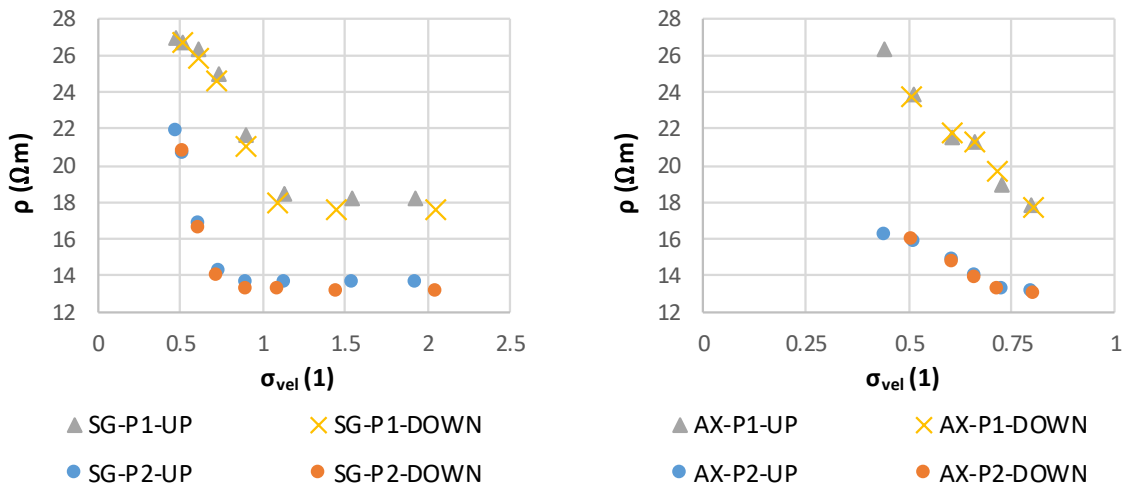 28
26
24
22
20
18
16
14
12
ρ (Ωm)
0 0.5 1 1.5 2 2.5
σvel (1)
SG-P1-UP SG-P1-DOWN
SG-P2-UP SG-P2-DOWN
28
26
24
22
20
18
16
14
12
ρ (Ωm)
0 0.25 0.5 0.75 1
σvel (1)
AX-P1-UP AX-P1-DOWN
AX-P2-UP AX-P2-DOWN